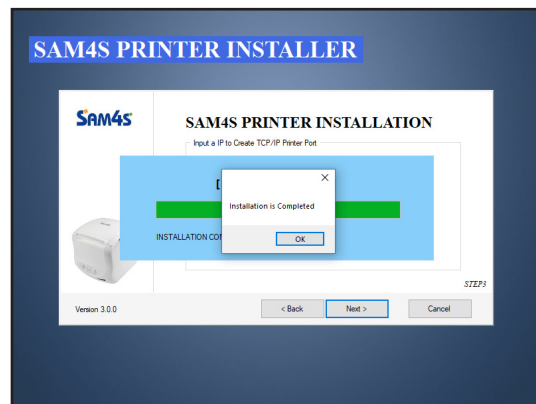 SAM4S PRINTER INSTALLER
SAM4S
SAM4S PRINTER INSTALLATION
Input a IP to Create TCP/IP Printer Port
[
Installation is Completed
INSTALLATION COM
OK
STEP3
Version 3.0.0
< Back
Next >
Cancel